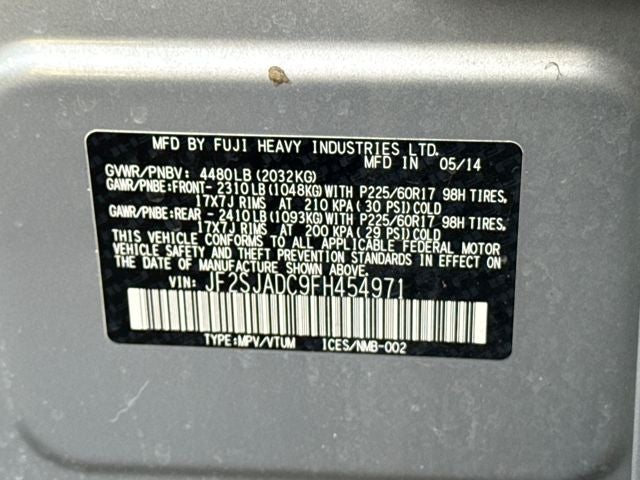 MFD BY FUJI HEAVY INDUSTRIES LTD.
MFD IN 05/14
GVWR/PNBV: 4480LB(2032KG)
GAWR/PNBE:FRONT- 2310LB(1048KG)WITH P225/60R17 98H TIRES,
17X7J RIMS AT 210 KPA( 30 PSI)COLD
GAWR/PNBE:REAR - 2410LB(1093KG)WITH P225/60R17 98H TIRES,
17X7J RIMS AT 200 KPA( 29 PSI)COLD
THIS VEHICLE CONFORMS TO ALL APPLICABLE FEDERAL MOTOR
VEHICLE SAFETY AND THEFT PREVENTION STANDARDS IN EFFECT ON
THE DATE OF MANUFACTURE SHOWN ABOVE.
VIN: JF2SJADC9FH454971
TYPE:MPV/VTUM ICES/NMB-002